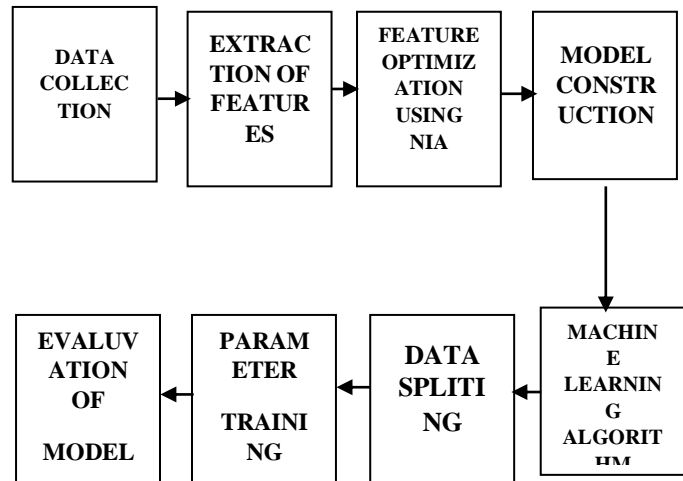 DATA
COLLEC
TION
EXTRAC
TION OF
FEATUR
ES
FEATURE
OPTIMIZ
ATION
USING
NIA
MODEL
CONSTR
UCTION
MACHIN
E
LEARNIN
G
ALGORIT
HM
DATA
SPLITI
NG
PARAM
ETER
TRAINI
NG
EVALUV
ATION
OF
MODEL